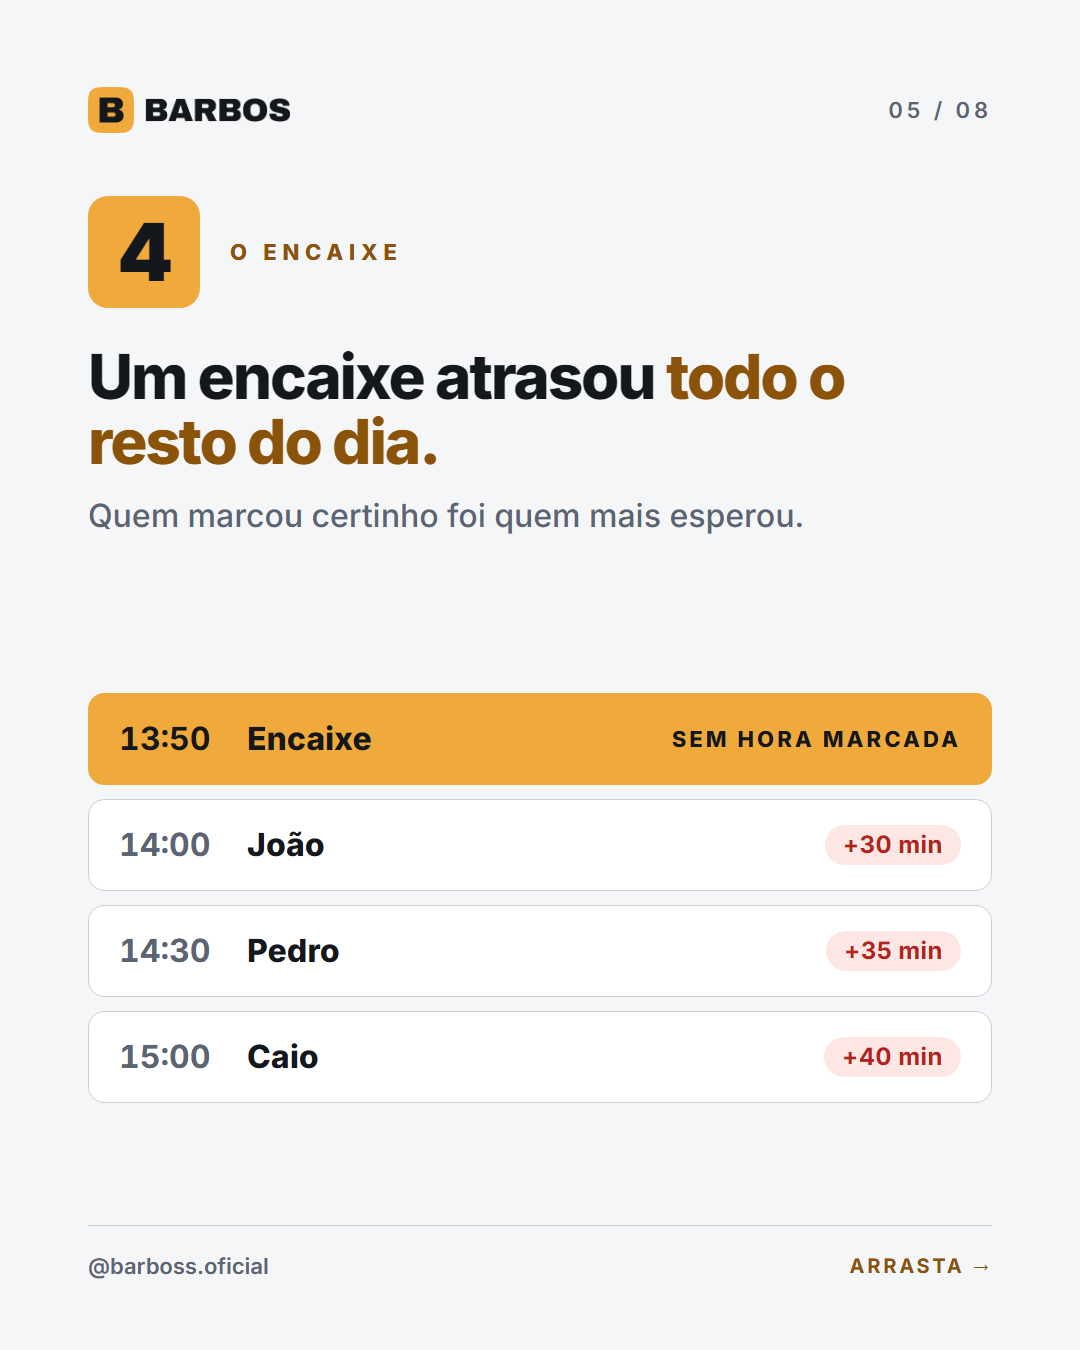 B BARBOS
05 / 08
4
O ENCAIXE
Um encaixe atrasou todo o
resto do dia.
Quem marcou certinho foi quem mais esperou.
13:50 Encaixe SEM HORA MARCADA
14:00 João +30 min
14:30 Pedro +35 min
15:00 Caio +40 min
@barboss.oficial
ARRASTA →